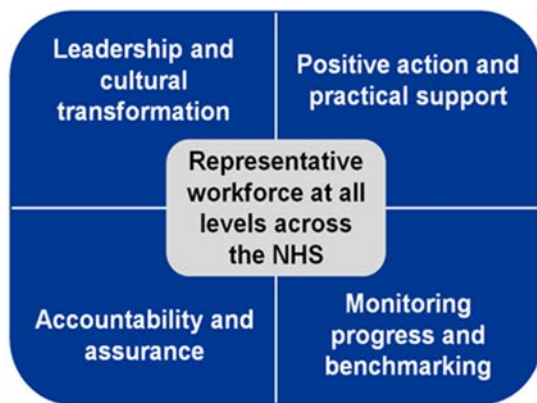 Leadership and
cultural
transformation
Positive action and
practical support
Representative
workforce at all
levels across
the NHS
Accountability and
assurance
Monitoring
progress and
benchmarking